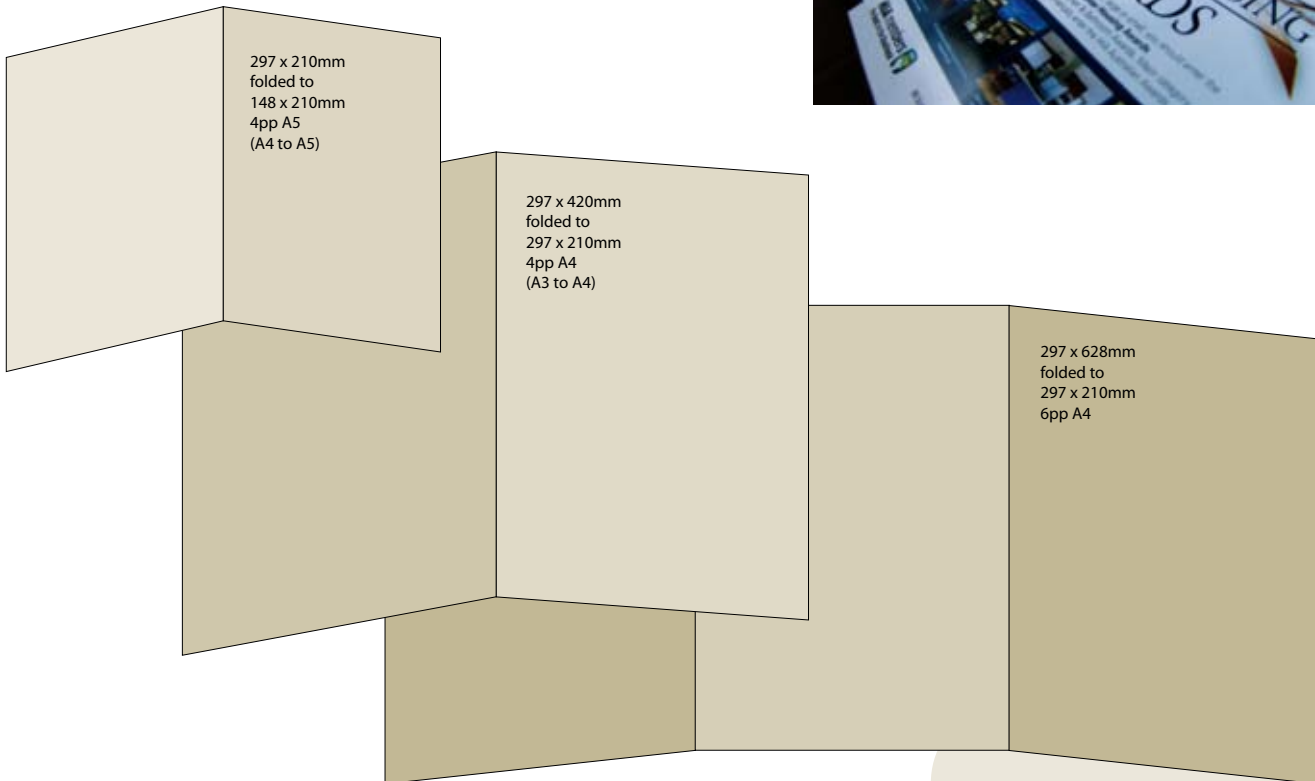 297 x 210mm
folded to
148 x 210mm
4pp A5
(A4 to A5)
297 x 420mm
folded to
297 x 210mm
4pp A4
(A3 to A4)
297 x 628mm
folded to
297 x 210mm
6pp A4